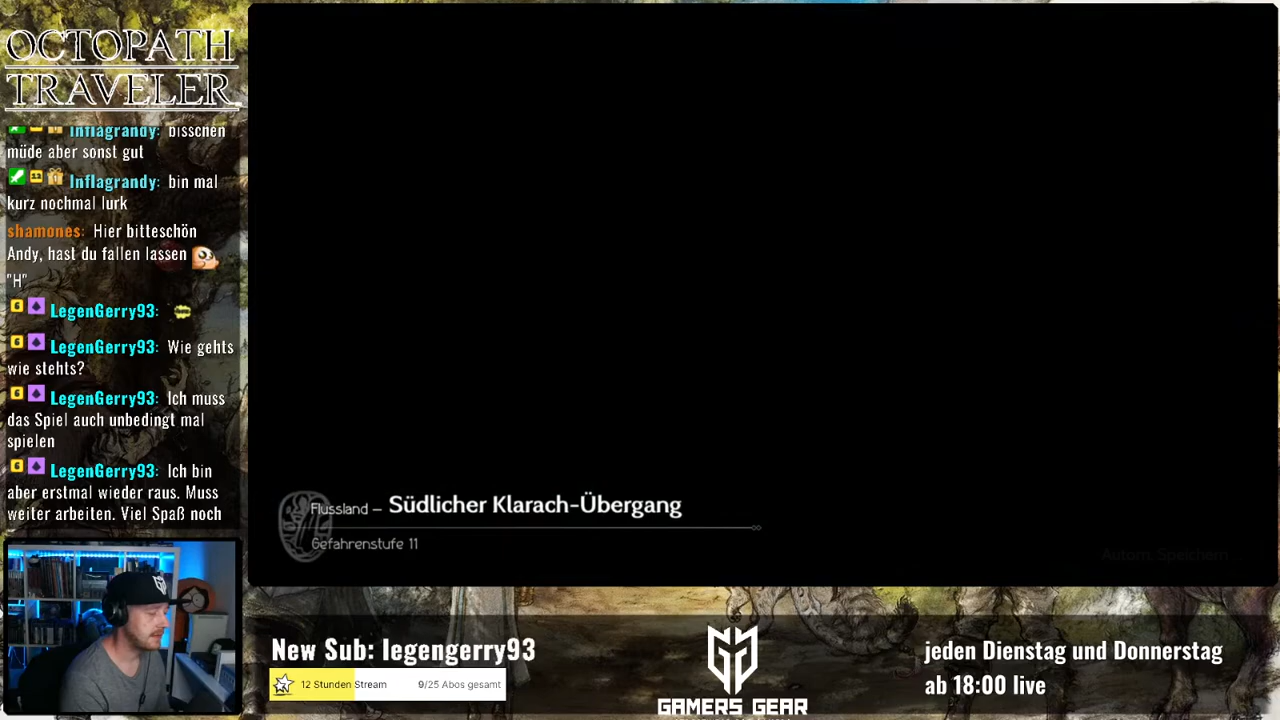 OCTOPATH
TRAVELER
Inflagrandy: bisschen
müde aber sonst gut
Inflagrandy: bin mal
kurz nochmal lurk
shamones: Hier bitteschön
Andy, hast du fallen lassen
"H"
LegenGerry93:
LegenGerry93: Wie gehts
wie stehts?
LegenGerry93: Ich muss
das Spiel auch unbedingt mal
spielen
LegenGerry93: Ich bin
aber erstmal wieder raus. Muss
weiter arbeiten. Viel Spaß noch
Flussland – Südlicher Klarach-Übergang
Gefahrenstufe 11
Autom. Speichern
New Sub: legengerry93
12 Stunden Stream 9/25 Abos gesamt
GAMERS GEAR
jeden Dienstag und Donnerstag
ab 18:00 live